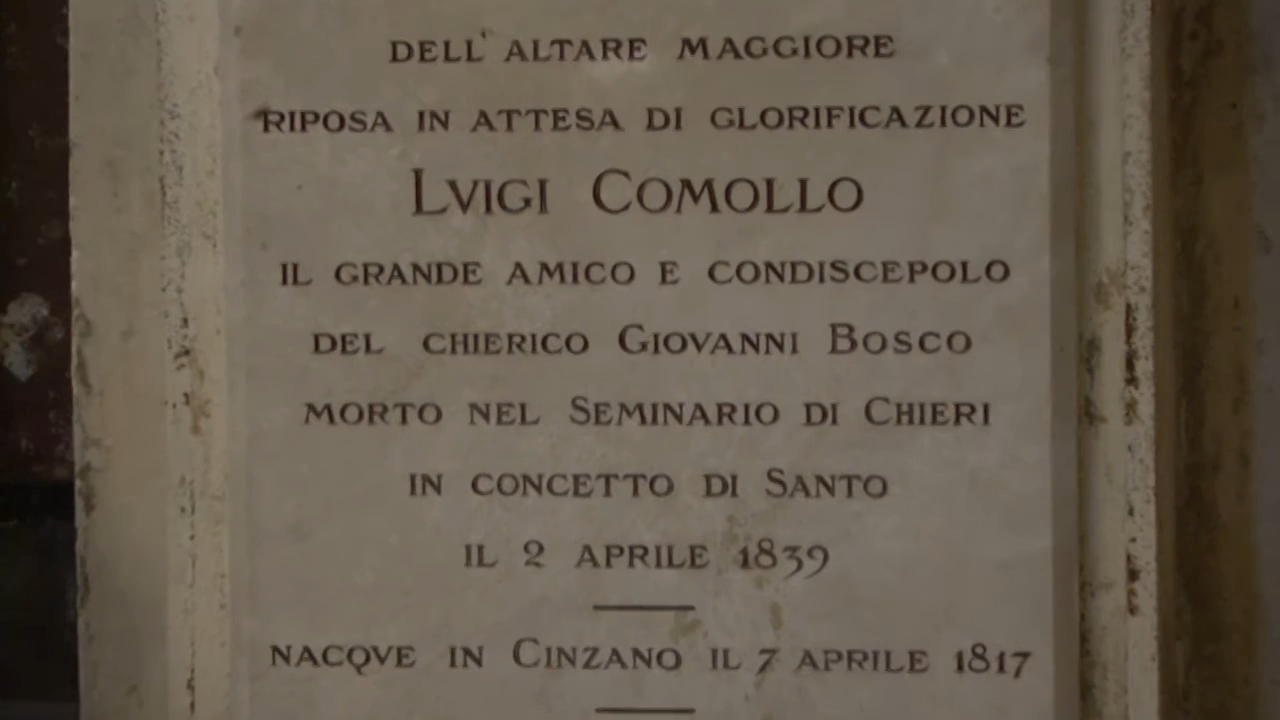 DELL' ALTARE MAGGIORE
RIPOSA IN ATTESA DI GLORIFICAZIONE
LVIGI COMOLLO
IL GRANDE AMICO E CONDISCEPOLO
DEL CHIERICO GIOVANNI BOSCO
MORTO NEL SEMINARIO DI CHIERI
IN CONCETTO DI SANTO
IL 2 APRILE 1839
NACQVE IN CINZANO IL 7 APRILE 1817